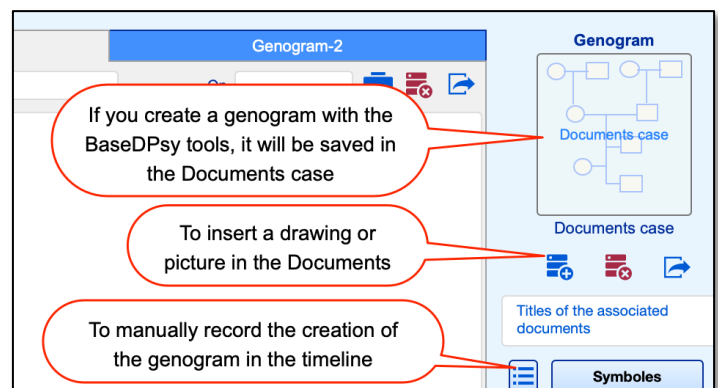 Genogram-2
Genogram
On
If you create a genogram with the
BaseDPsy tools, it will be saved in
the Documents case
Documents case
Documents case
To insert a drawing or
picture in the Documents
Titles of the associated
documents
To manually record the creation of
the genogram in the timeline
Symboles